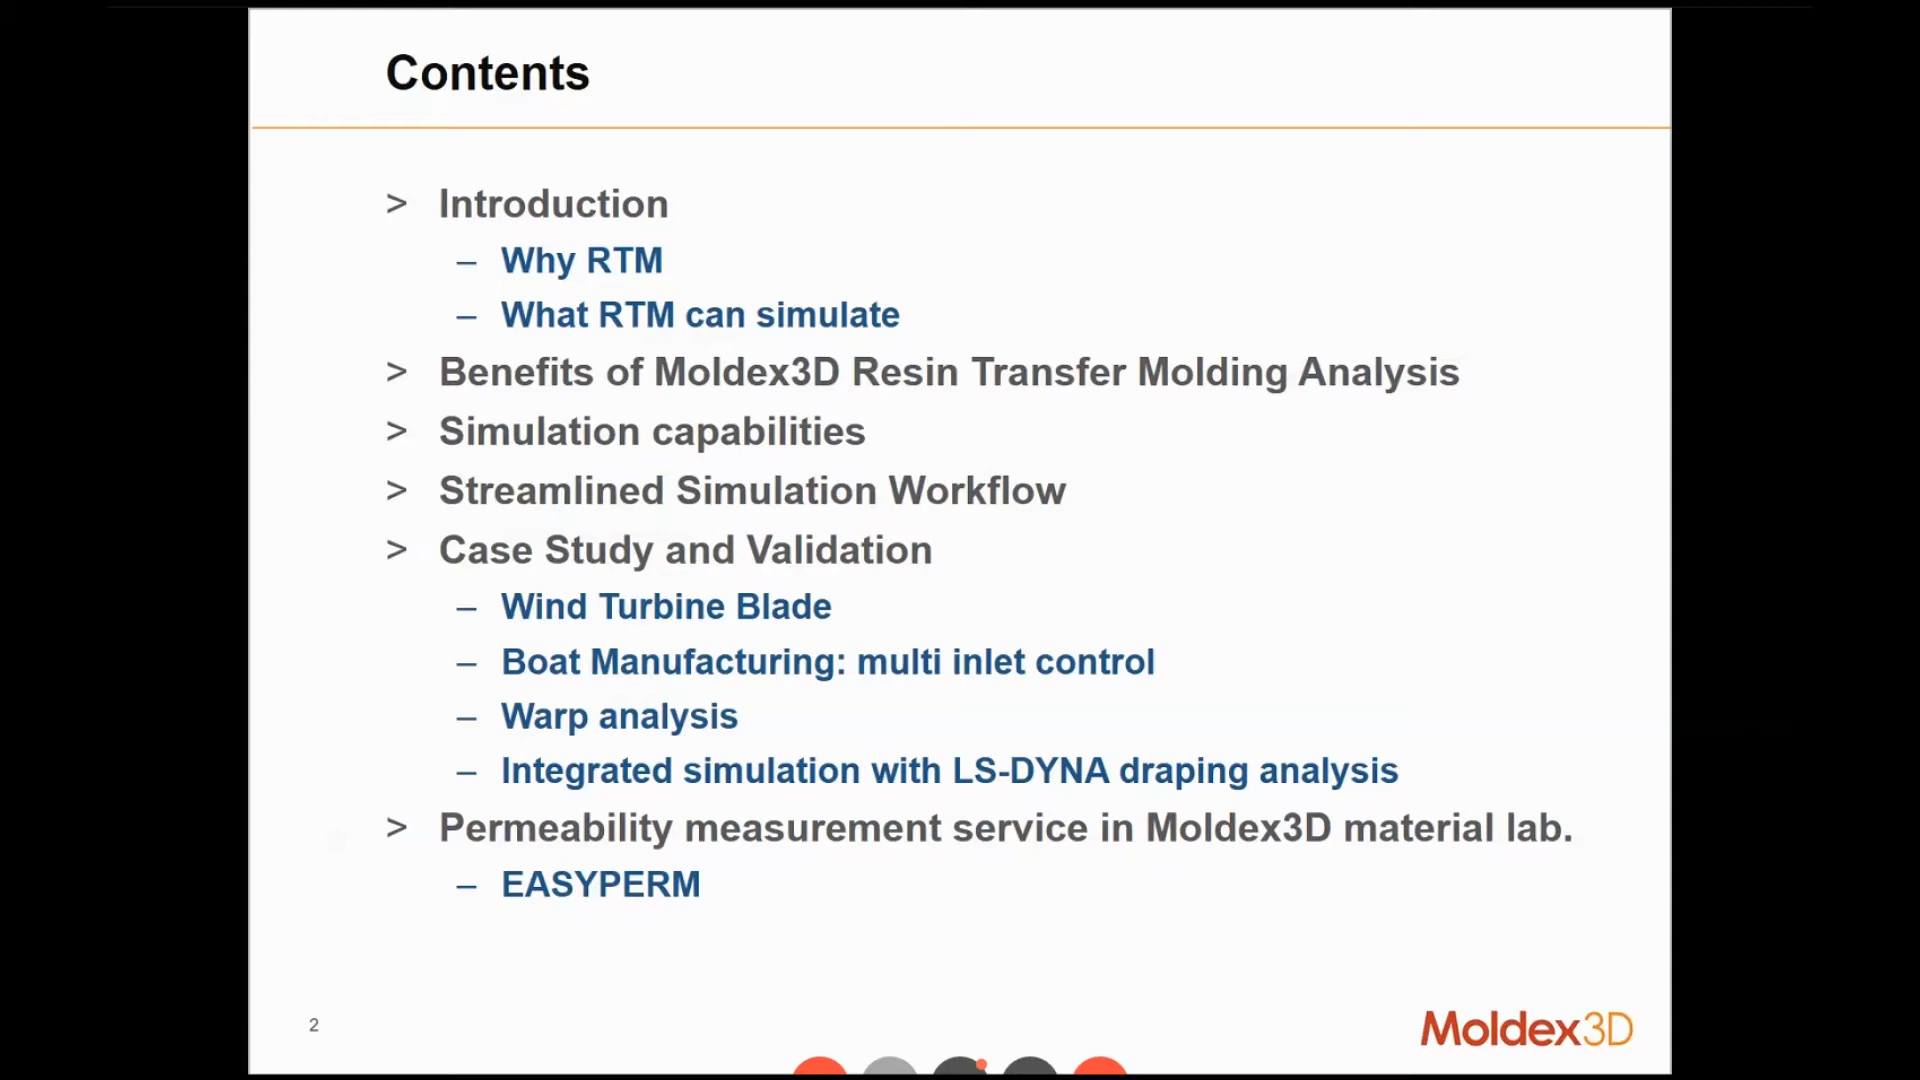 Contents
> Introduction
– Why RTM
– What RTM can simulate
> Benefits of Moldex3D Resin Transfer Molding Analysis
> Simulation capabilities
> Streamlined Simulation Workflow
> Case Study and Validation
– Wind Turbine Blade
– Boat Manufacturing: multi inlet control
– Warp analysis
– Integrated simulation with LS-DYNA draping analysis
> Permeability measurement service in Moldex3D material lab.
– EASYPERM
2
Moldex3D